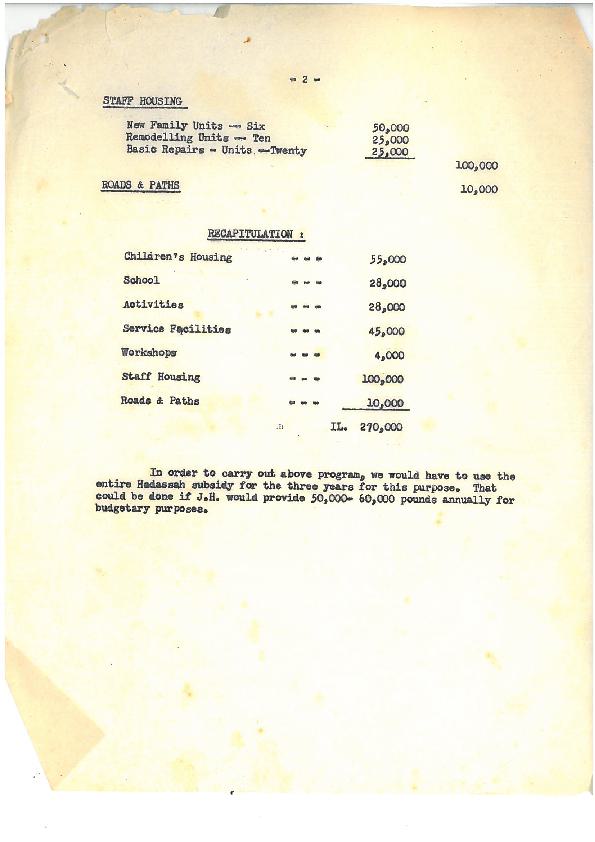 - 2 -
STAFF HOUSING
New Family Units -- Six 50,000
Remodelling Units -- Ten 25,000
Basic Repairs - Units --Twenty 25,000
100,000
ROADS & PATHS 10,000
RECAPITULATION :
Children's Housing - - - 55,000
School - - - 28,000
Activities - - - 28,000
Service Facilities - - - 45,000
Workshops - - - 4,000
Staff Housing - - - 100,000
Roads & Paths - - - 10,000
IL. 270,000
In order to carry out above program, we would have to use the
entire Hadassah subsidy for the three years for this purpose. That
could be done if J.H. would provide 50,000- 60,000 pounds annually for
budgetary purposes.